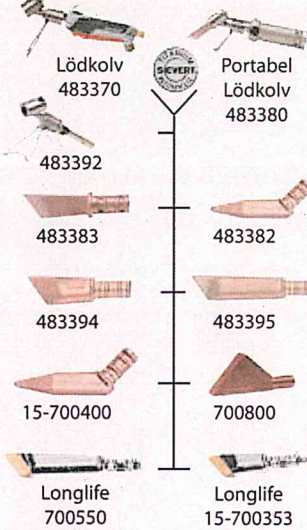 Lödkolv
483370
SIEVERT
Portabel
Lödkolv
483380
483392
483383
483382
483394
483395
15-700400
700800
Longlife
700550
Longlife
15-700353